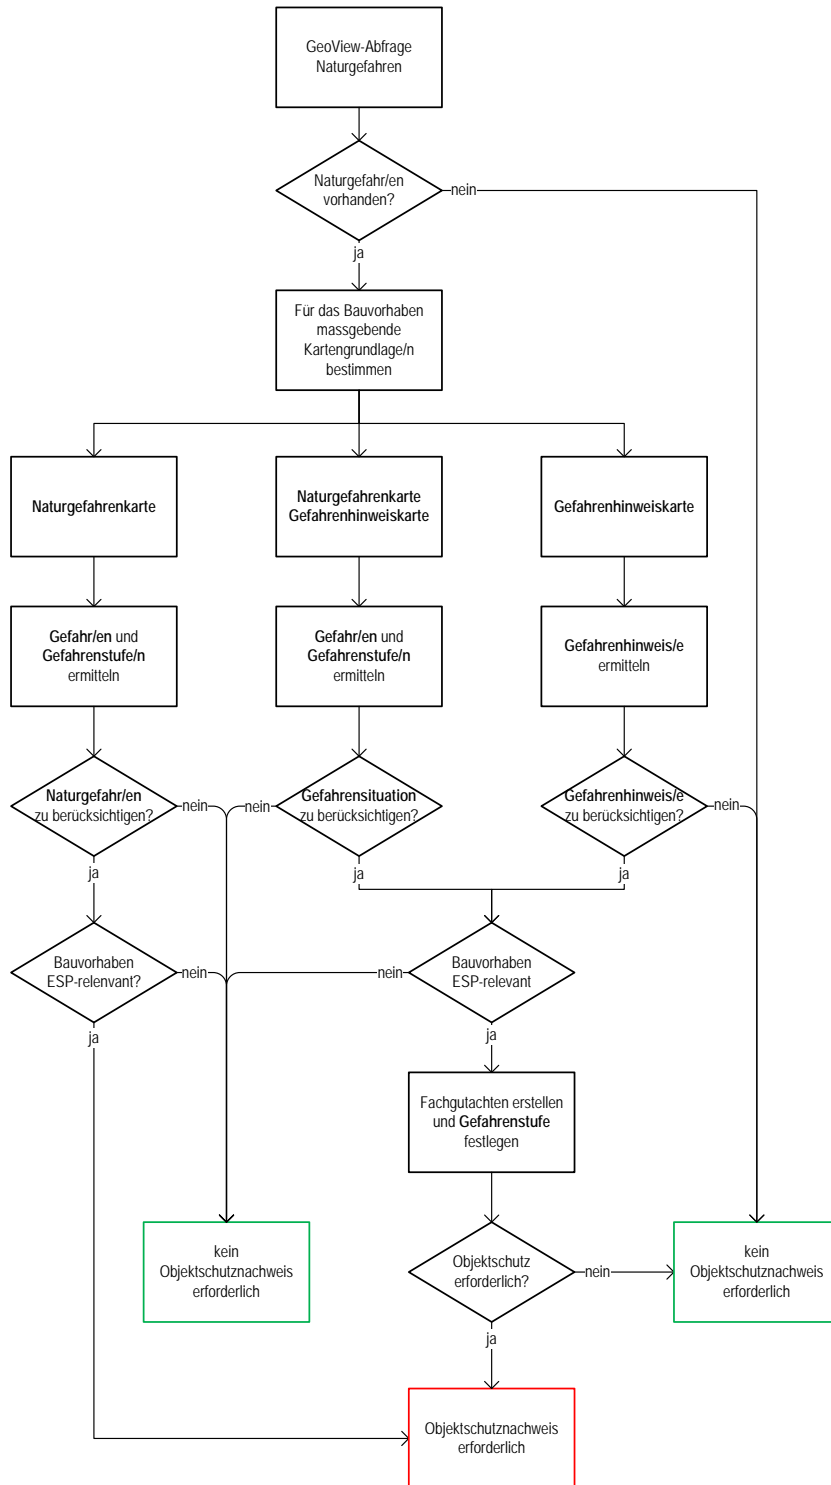 GeoView-Abfrage
Naturgefahren
Naturgefahr/en
vorhanden?
nein
ja
Für das Bauvorhaben
massgebende
Kartengrundlage/n
bestimmen
Naturgefahrenkarte
Naturgefahrenkarte
Gefahrenhinweiskarte
Gefahrenhinweiskarte
Gefahr/en und
Gefahrenstufe/n
ermitteln
Gefahr/en und
Gefahrenstufe/n
ermitteln
Gefahrenhinweis/e
ermitteln
Naturgefahr/en
zu berücksichtigen?
nein
nein
Gefahrensituation
zu berücksichtigen?
Gefahrenhinweis/e
zu berücksichtigen?
nein
ja
ja
ja
Bauvorhaben
ESP-relenvant?
nein
nein
Bauvorhaben
ESP-relevant
ja
ja
Fachgutachten erstellen
und Gefahrenstufe
festlegen
kein
Objektschutznachweis
erforderlich
Objektschutz
erforderlich?
nein
kein
Objektschutznachweis
erforderlich
ja
Objektschutznachweis
erforderlich